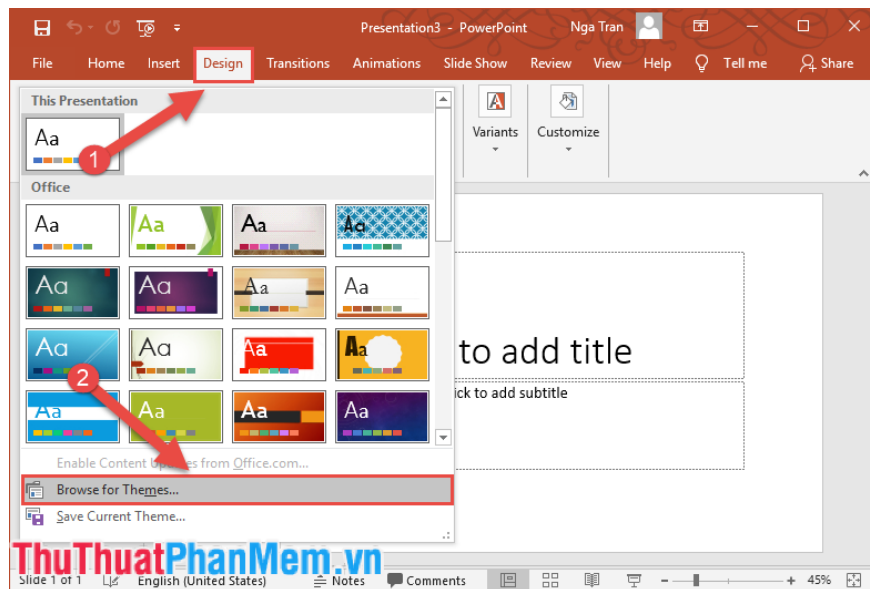 Presentation3 - PowerPoint
Nga Tran
File Home Insert Design Transitions Animations Slide Show Review View Help Tell me Share
This Presentation
Aa
1
Office
Aa Aa Aa Aa
Aa Aa Aa Aa
Aa Aa Aa Aa
2
Aa Aa Aa Aa
Enable Content Updates from Office.com...
Browse for Themes...
Save Current Theme...
Variants
Customize
to add title
ick to add subtitle
ThuThuatPhanMem.vn
Slide 1 of 1 English (United States) Notes Comments 45%